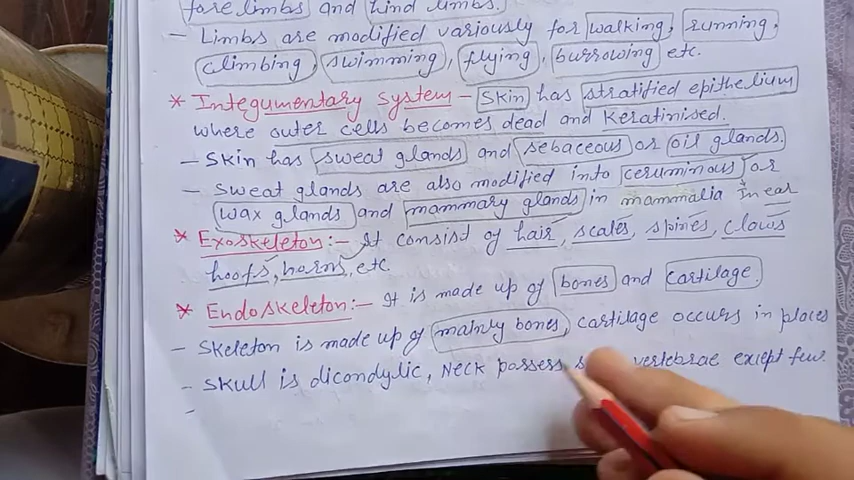 fore limbs and Hind limbs.
- Limbs are modified variously for walking, running,
climbing, swimming, flying, burrowing etc.
* Integumentary system - Skin has stratified epithelium
where outer cells becomes dead and Keratinised.
- Skin has sweat glands and sebaceous or oil glands.
- Sweat glands are also modified into ceruminous or
wax glands and mammary glands in mammalia In ear
* Exoskeleton :- It consist of hair, scales, spines, claws
hoofs, horns, etc.
* Endoskeleton :- It is made up of bones and cartilage.
- Skeleton is made up of mainly bones, cartilage occurs in places
- Skull is dicondylic, Neck possess vertebrae except few.
-